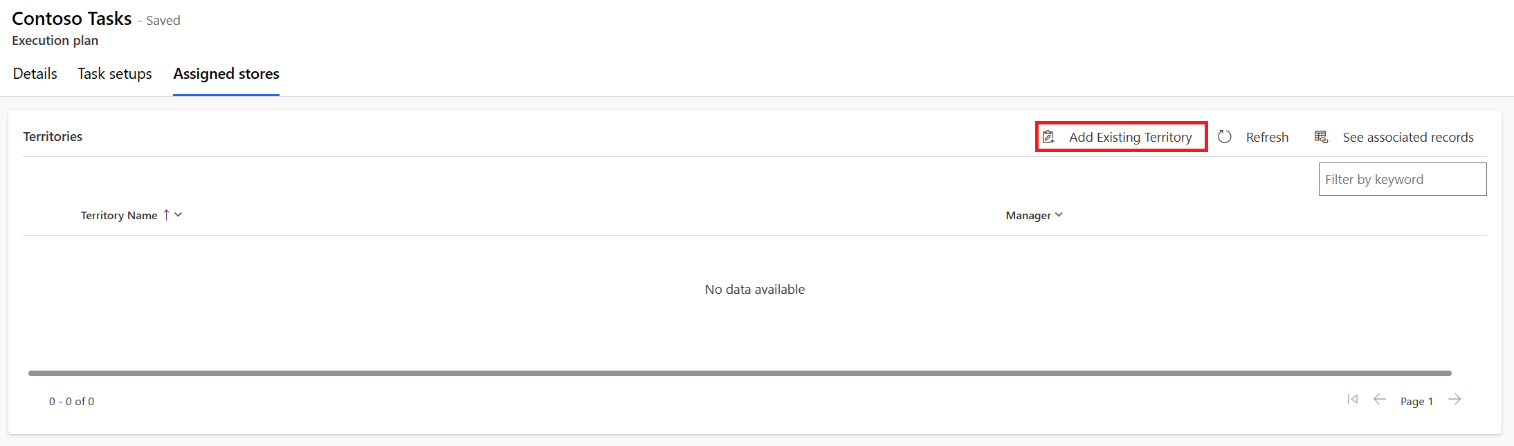 Contoso Tasks - Saved
Execution plan
Details Task setups Assigned stores
Territories Add Existing Territory Refresh See associated records
Filter by keyword
Territory Name ↑ Manager
No data available
0 - 0 of 0 Page 1